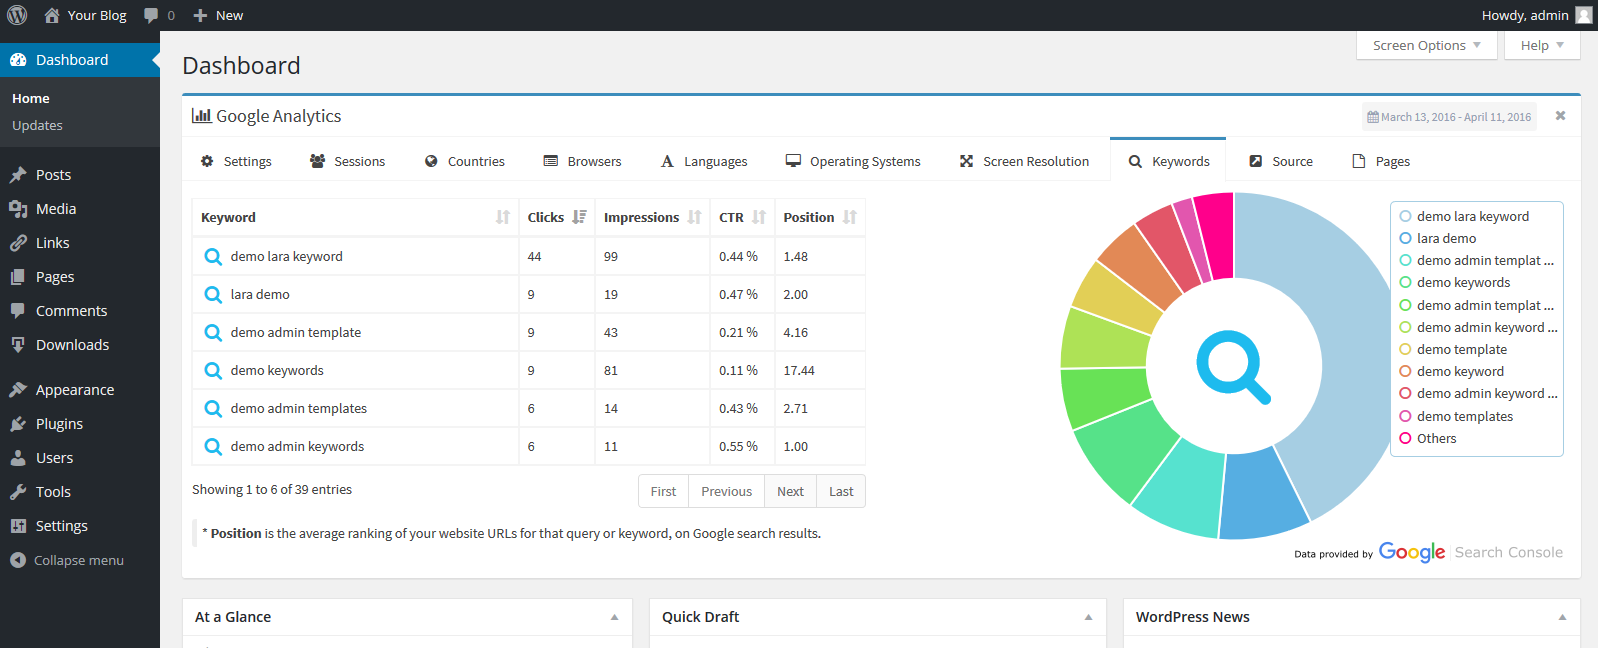 Your Blog 0 New Howdy, admin
Screen Options Help
Dashboard
Home
Updates
Posts
Media
Links
Pages
Comments
Downloads
Appearance
Plugins
Users
Tools
Settings
Collapse menu
Dashboard
Google Analytics March 13, 2016 - April 11, 2016
Settings Sessions Countries Browsers Languages Operating Systems Screen Resolution Keywords Source Pages
Keyword Clicks Impressions CTR Position
demo lara keyword 44 99 0.44 % 1.48
lara demo 9 19 0.47 % 2.00
demo admin template 9 43 0.21 % 4.16
demo keywords 9 81 0.11 % 17.44
demo admin templates 6 14 0.43 % 2.71
demo admin keywords 6 11 0.55 % 1.00
Showing 1 to 6 of 39 entries First Previous Next Last
* Position is the average ranking of your website URLs for that query or keyword, on Google search results.
demo lara keyword
lara demo
demo admin templat ...
demo keywords
demo admin templat ...
demo admin keyword ...
demo template
demo keyword
demo admin keyword ...
demo templates
Others
Data provided by Google Search Console
At a Glance Quick Draft WordPress News